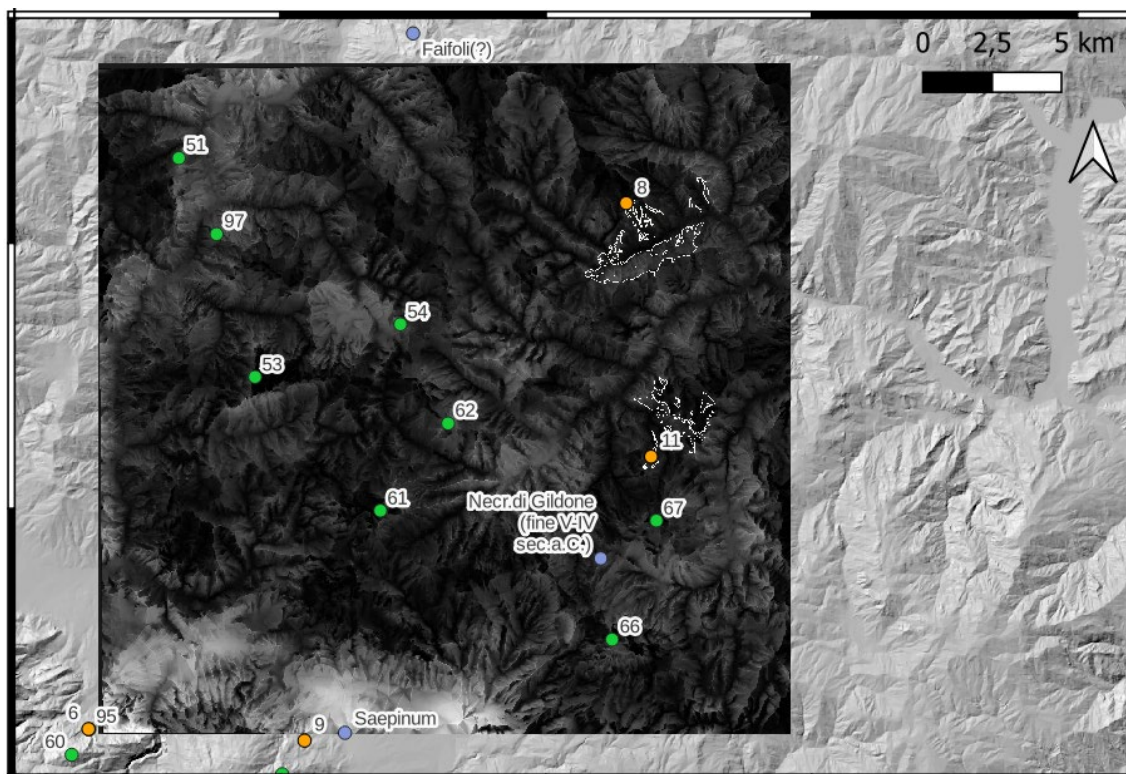 Faifoli(?)
0 2,5 5 km
51
8
97
54
53
62
11
61
Necr.di Gildone
(fine V-IV
sec.a.C.)
67
66
6 95
9
Saepinum
60